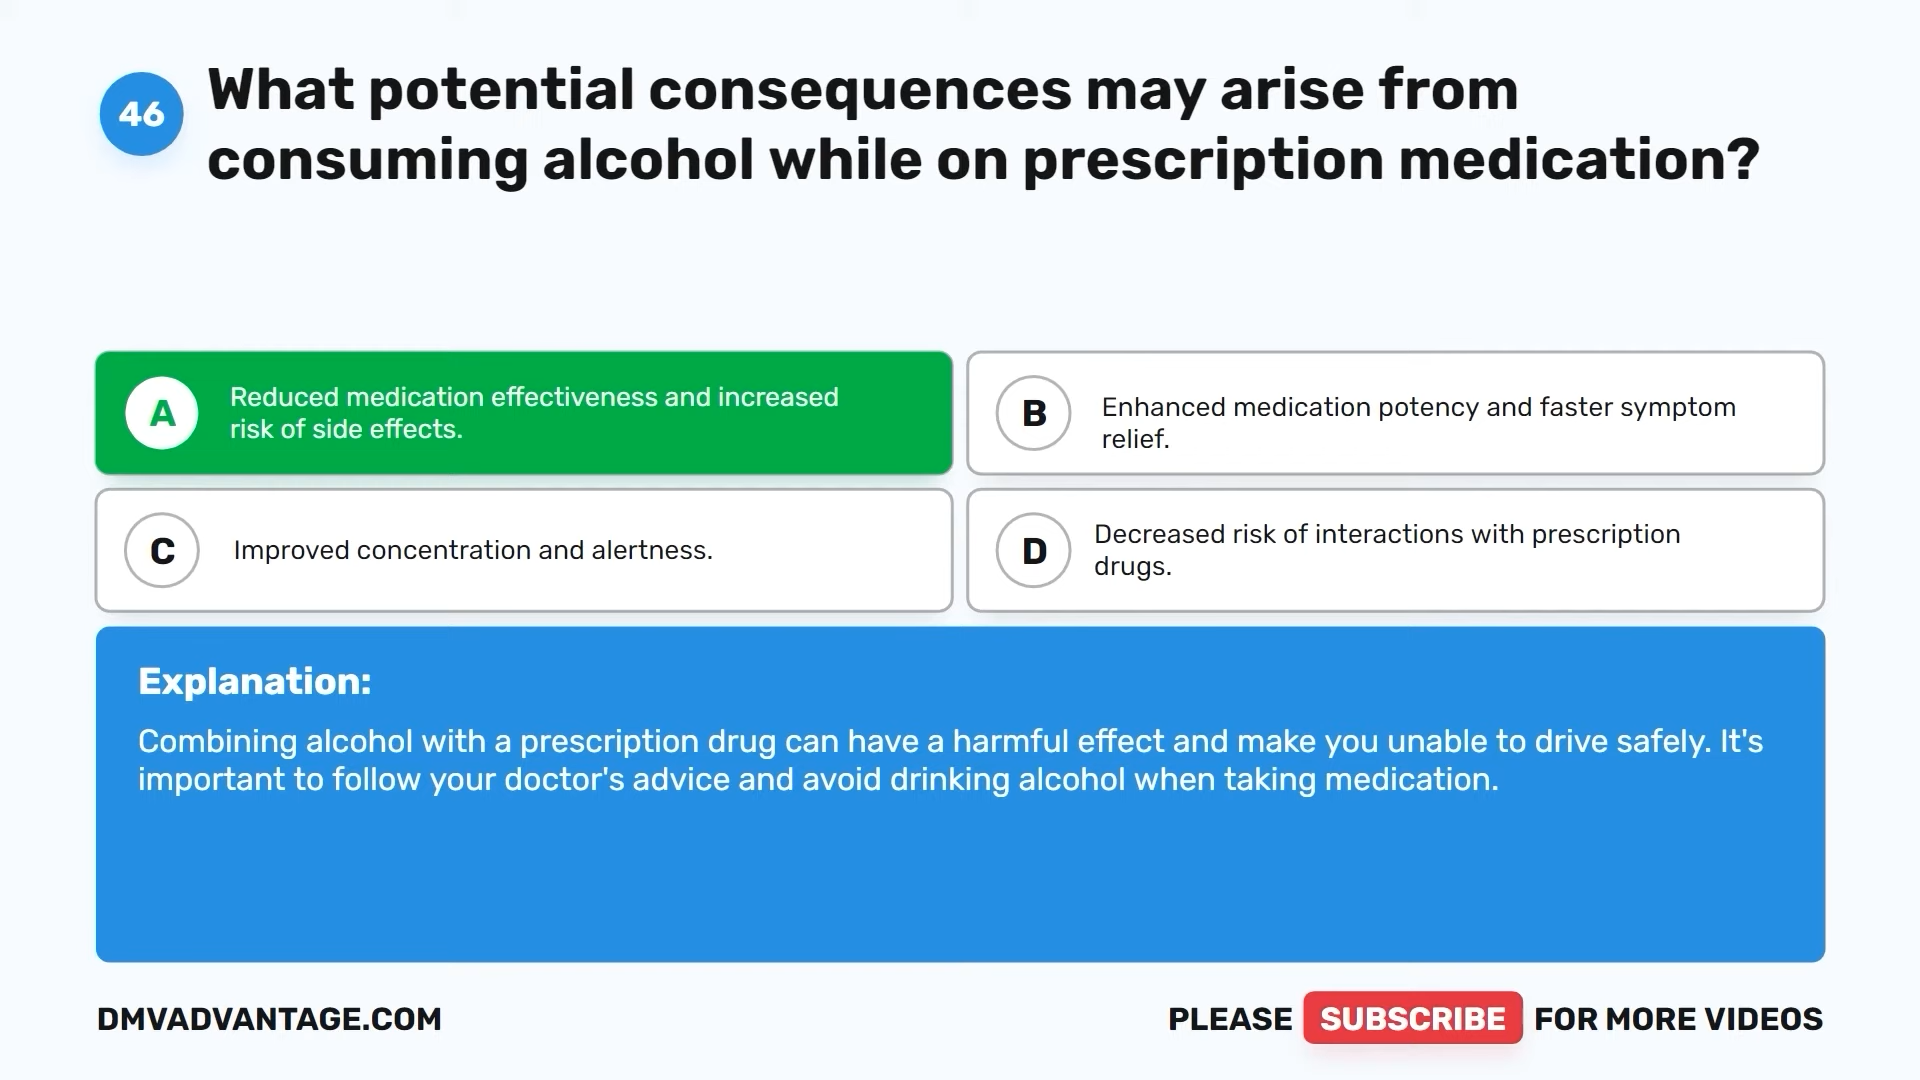 46
What potential consequences may arise from
consuming alcohol while on prescription medication?
A
Reduced medication effectiveness and increased
risk of side effects.
B
Enhanced medication potency and faster symptom
relief.
C
Improved concentration and alertness.
D
Decreased risk of interactions with prescription
drugs.
Explanation:
Combining alcohol with a prescription drug can have a harmful effect and make you unable to drive safely. It's
important to follow your doctor's advice and avoid drinking alcohol when taking medication.
DMVADVANTAGE.COM
PLEASE SUBSCRIBE FOR MORE VIDEOS